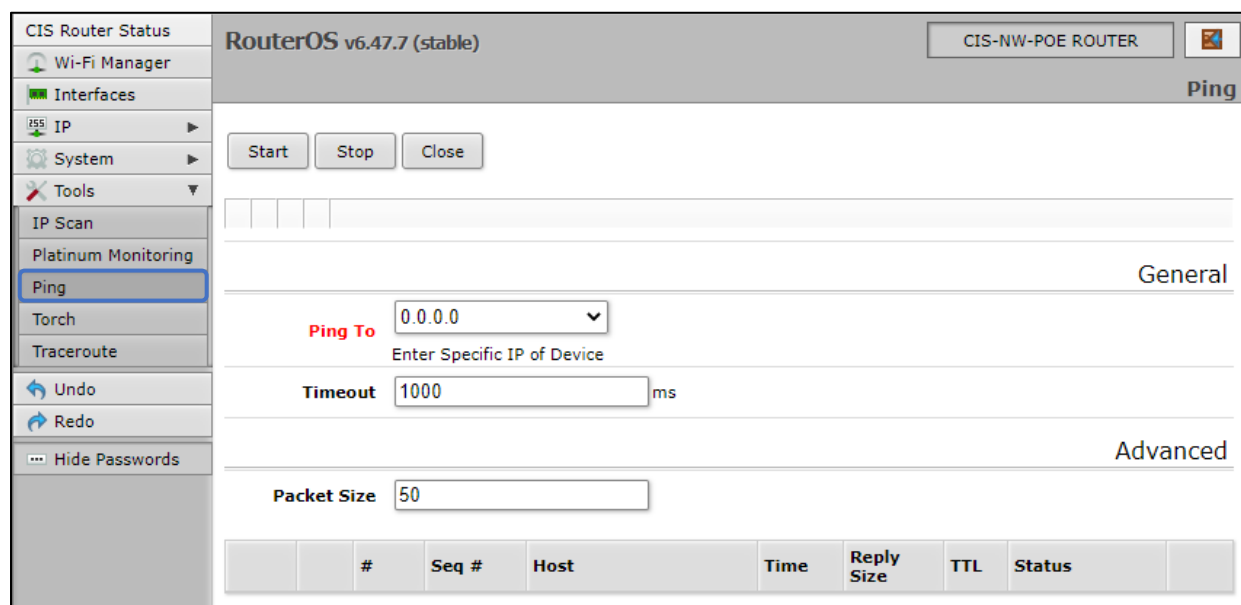 CIS Router Status
Wi-Fi Manager
Interfaces
255 IP
System
Tools
IP Scan
Platinum Monitoring
Ping
Torch
Traceroute
Undo
Redo
Hide Passwords
RouterOS v6.47.7 (stable)
CIS-NW-POE ROUTER
Ping
Start Stop Close
General
Ping To 0.0.0.0
Enter Specific IP of Device
Timeout 1000 ms
Advanced
Packet Size 50
# Seq # Host Time Reply Size TTL Status